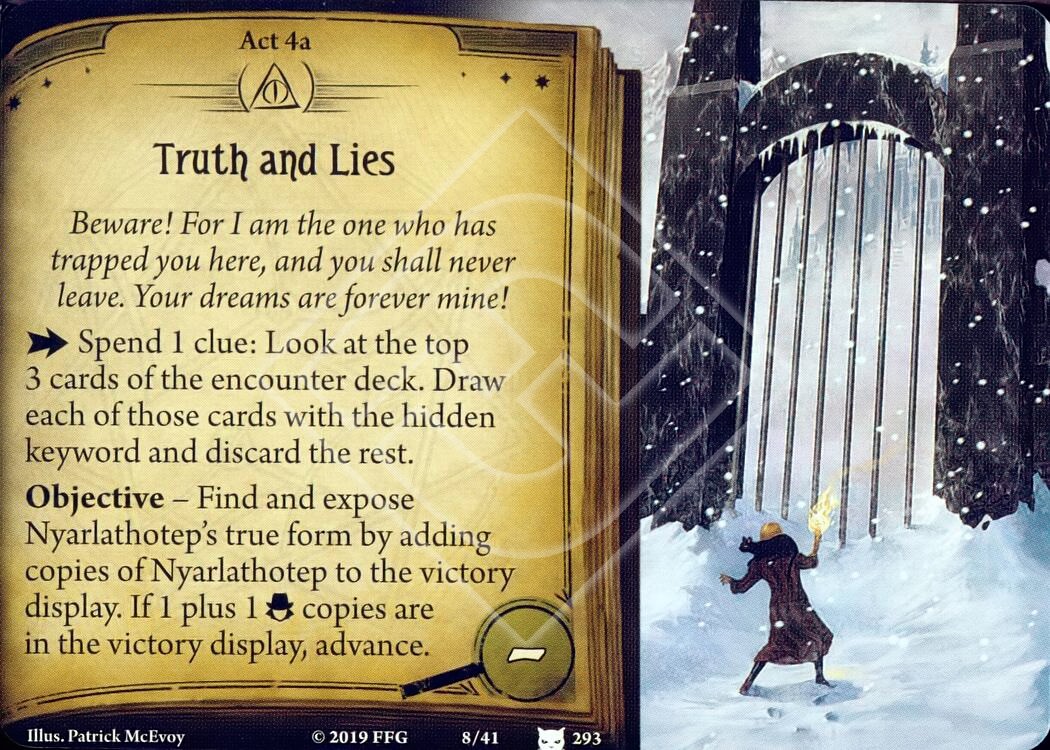 Act 4a
Truth and Lies
Beware! For I am the one who has
trapped you here, and you shall never
leave. Your dreams are forever mine!
Spend 1 clue: Look at the top
3 cards of the encounter deck. Draw
each of those cards with the hidden
keyword and discard the rest.
Objective – Find and expose
Nyarlathotep’s true form by adding
copies of Nyarlathotep to the victory
display. If 1 plus 1 copies are
in the victory display, advance.
–
Illus. Patrick McEvoy © 2019 FFG 8/41 293